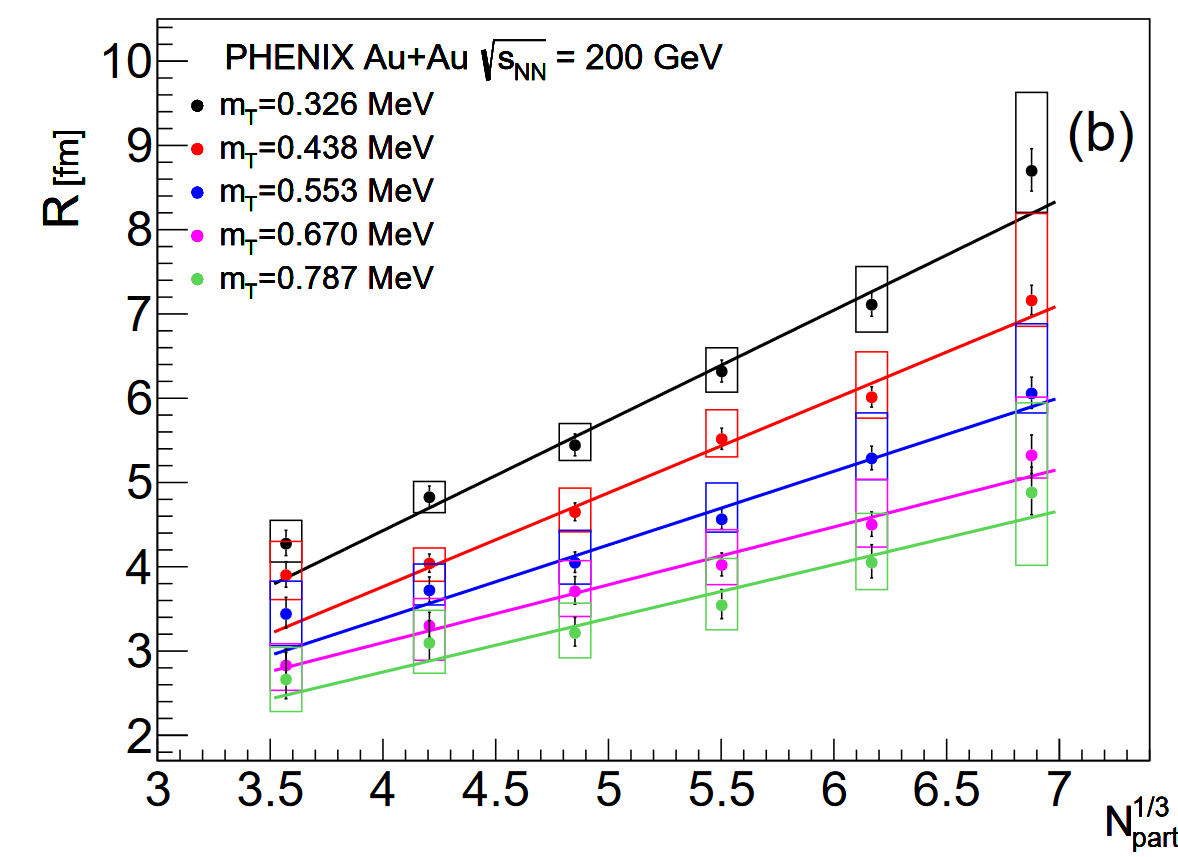 PHENIX Au+Au √sNN = 200 GeV
mT=0.326 MeV
mT=0.438 MeV
mT=0.553 MeV
mT=0.670 MeV
mT=0.787 MeV
(b)
R [fm]
10
9
8
7
6
5
4
3
2
3 3.5 4 4.5 5 5.5 6 6.5 7
N1/3part